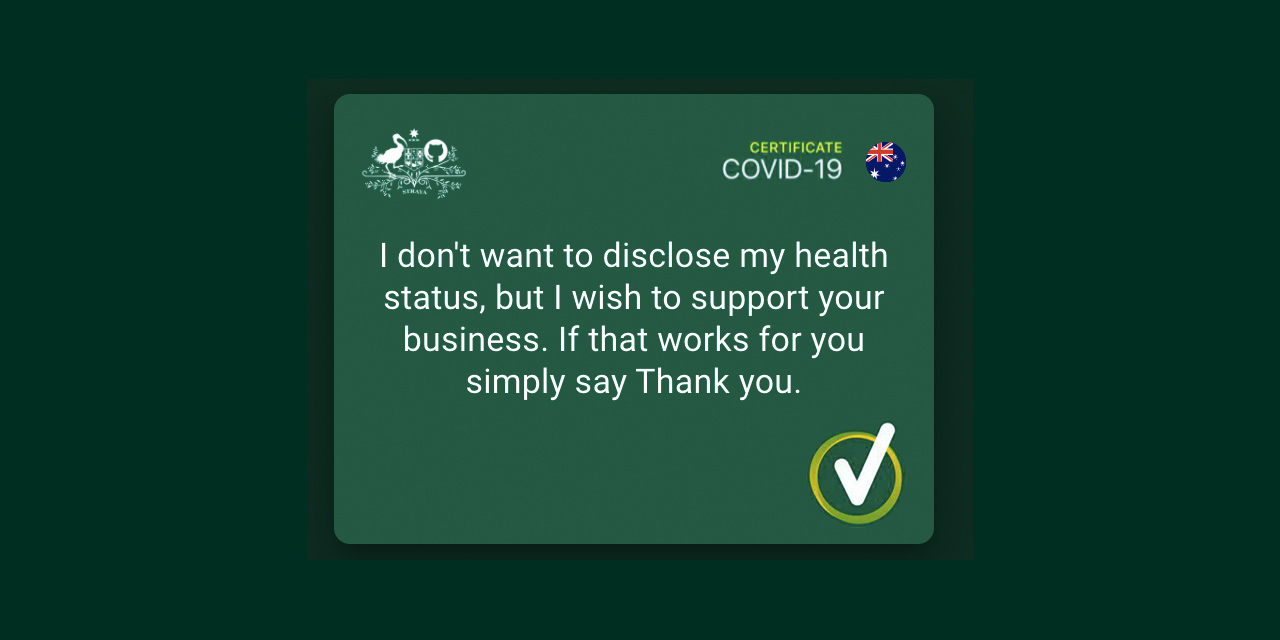 CERTIFICATE
COVID-19
STRAYA
I don't want to disclose my health
status, but I wish to support your
business. If that works for you
simply say Thank you.